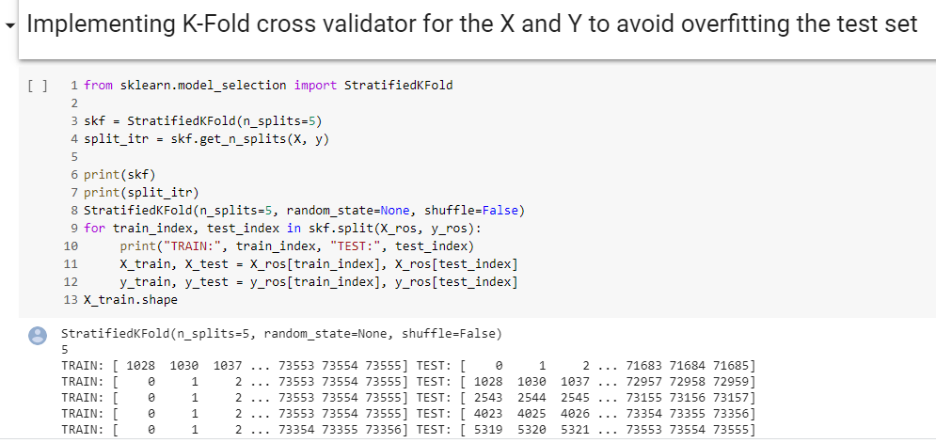 Implementing K-Fold cross validator for the X and Y to avoid overfitting the test set
[ ] 1 from sklearn.model_selection import StratifiedKFold
2
3 skf = StratifiedKFold(n_splits=5)
4 split_itr = skf.get_n_splits(X, y)
5
6 print(skf)
7 print(split_itr)
8 StratifiedKFold(n_splits=5, random_state=None, shuffle=False)
9 for train_index, test_index in skf.split(X_ros, y_ros):
10 print("TRAIN:", train_index, "TEST:", test_index)
11 X_train, X_test = X_ros[train_index], X_ros[test_index]
12 y_train, y_test = y_ros[train_index], y_ros[test_index]
13 X_train.shape
StratifiedKFold(n_splits=5, random_state=None, shuffle=False)
5
TRAIN: [ 1028 1030 1037 ... 73553 73554 73555] TEST: [ 0 1 2 ... 71683 71684 71685]
TRAIN: [ 0 1 2 ... 73553 73554 73555] TEST: [ 1028 1030 1037 ... 72957 72958 72959]
TRAIN: [ 0 1 2 ... 73553 73554 73555] TEST: [ 2543 2544 2545 ... 73155 73156 73157]
TRAIN: [ 0 1 2 ... 73553 73554 73555] TEST: [ 4023 4025 4026 ... 73354 73355 73356]
TRAIN: [ 0 1 2 ... 73354 73355 73356] TEST: [ 5319 5320 5321 ... 73553 73554 73555]